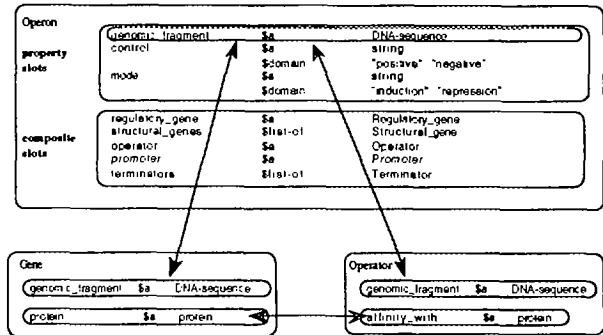 Operon
genomic_fragment $a DNA-sequence
property slots
control $a string
$domain "positive" "negative"
mode $a string
$domain "induction" "repression"
composite slots
regulatory_gene $a Regulatory_gene
structural_genes $list-of Structural_gene
operator $a Operator
promoter $a Promoter
terminators $list-of Terminator
Gene
genomic_fragment $a DNA-sequence
protein $a protein
Operator
genomic_fragment $a DNA-sequence
affinity_with $a protein